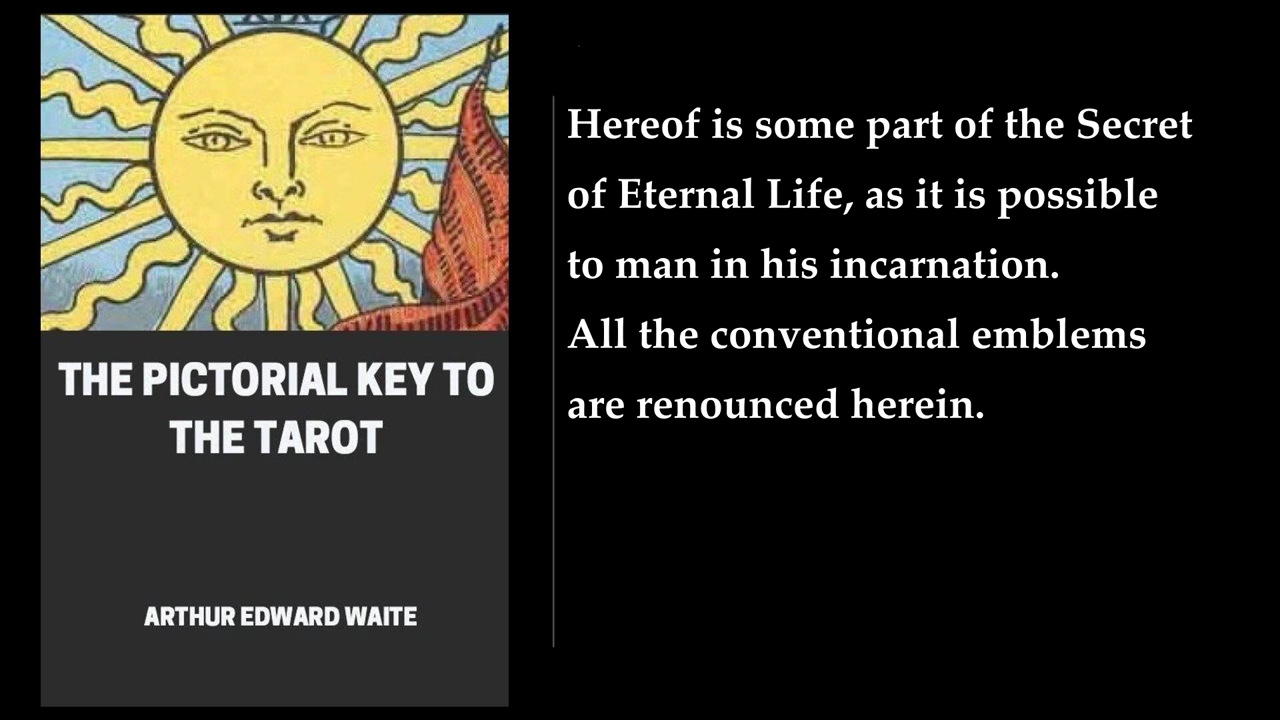 XIX
THE PICTORIAL KEY TO
THE TAROT
ARTHUR EDWARD WAITE
Hereof is some part of the Secret
of Eternal Life, as it is possible
to man in his incarnation.
All the conventional emblems
are renounced herein.